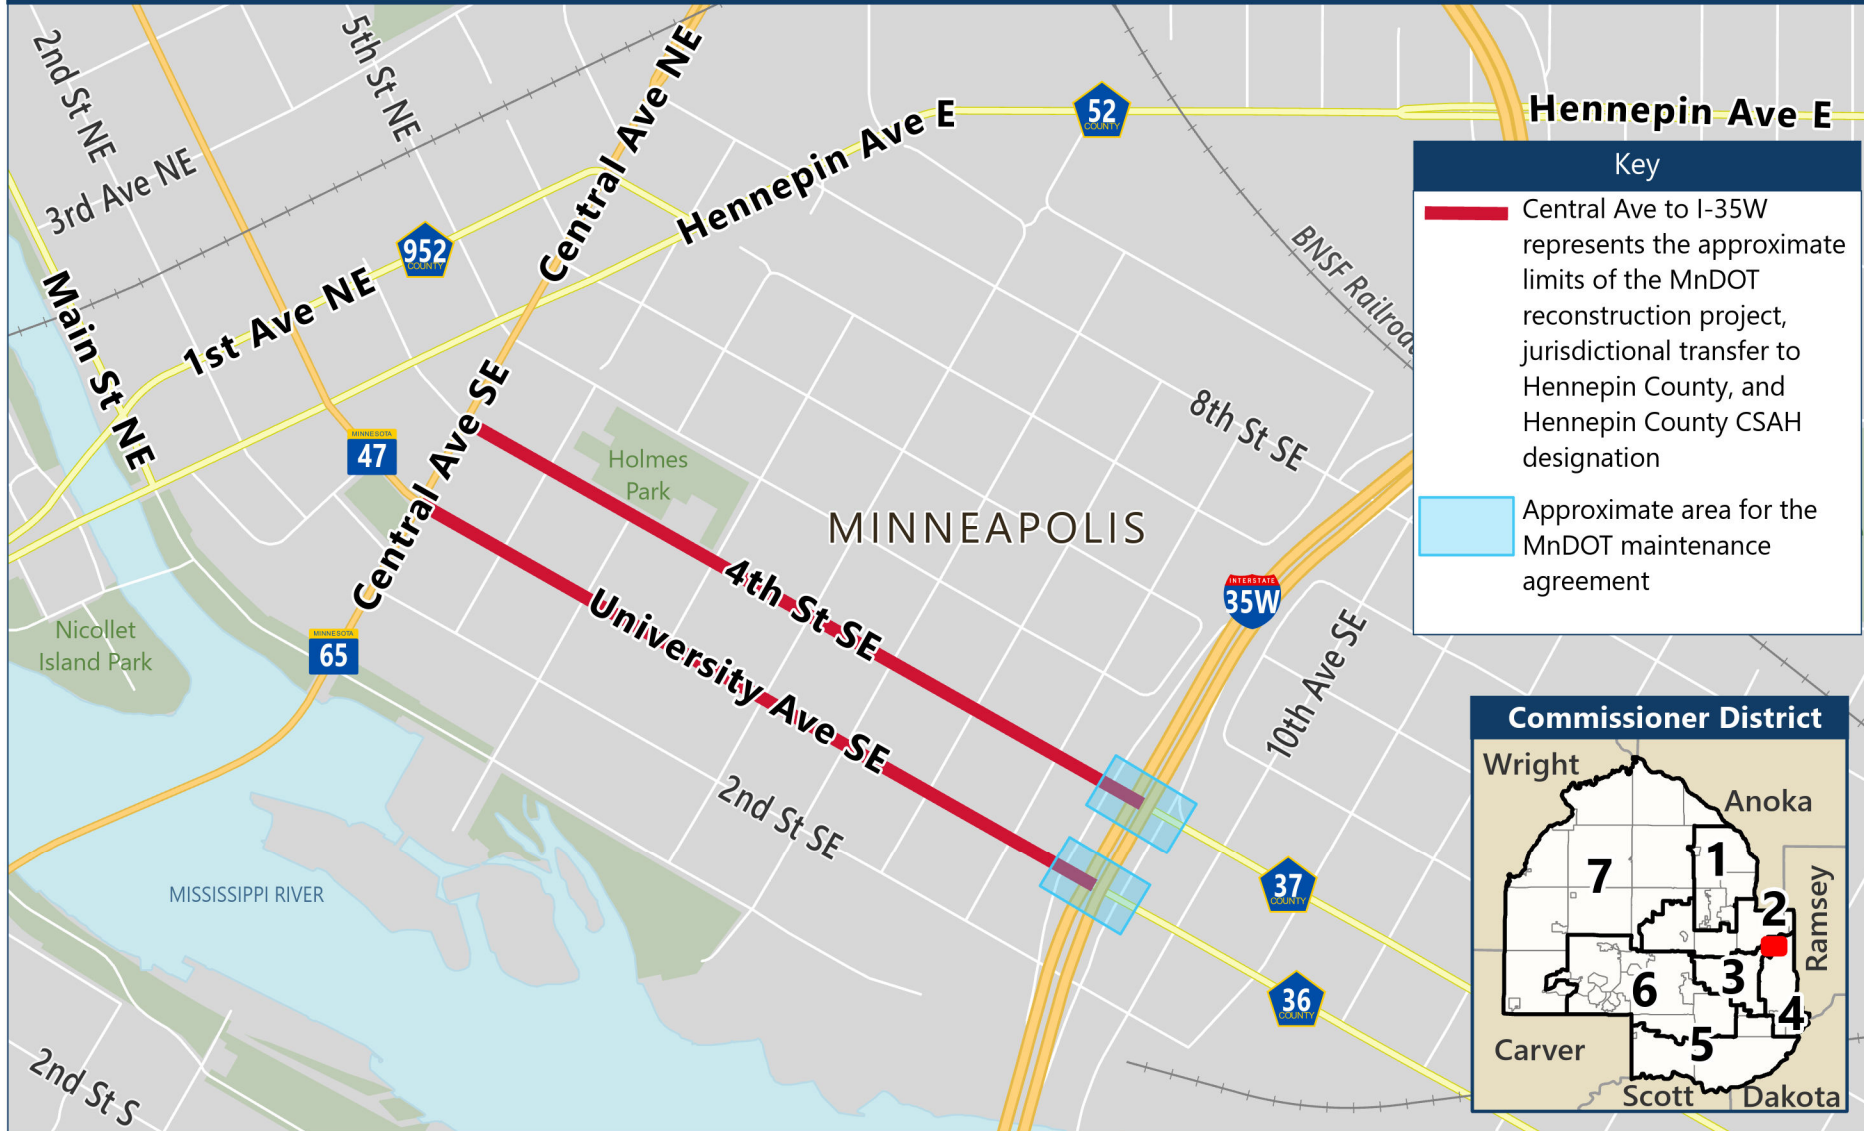 2nd St NE
5th St NE
Central Ave NE
3rd Ave NE
52
COUNTY
Hennepin Ave E
Hennepin Ave E
952
COUNTY
1st Ave NE
Central Ave NE
Main St NE
BNSF Railroad
Key
Central Ave to I-35W
represents the approximate
limits of the MnDOT
reconstruction project,
jurisdictional transfer to
Hennepin County, and
Hennepin County CSAH
designation
Approximate area for the
MnDOT maintenance
agreement
MINNESOTA
47
Central Ave SE
Central Ave SE
Holmes
Park
8th St SE
MINNEAPOLIS
4th St SE
University Ave SE
INTERSTATE
35W
10th Ave SE
Nicollet
Island Park
MINNESOTA
65
2nd St SE
MISSISSIPPI RIVER
37
COUNTY
36
COUNTY
2nd St S
Commissioner District
Wright
Anoka
7
1
2
Ramsey
6
3
4
5
Carver
Scott
Dakota